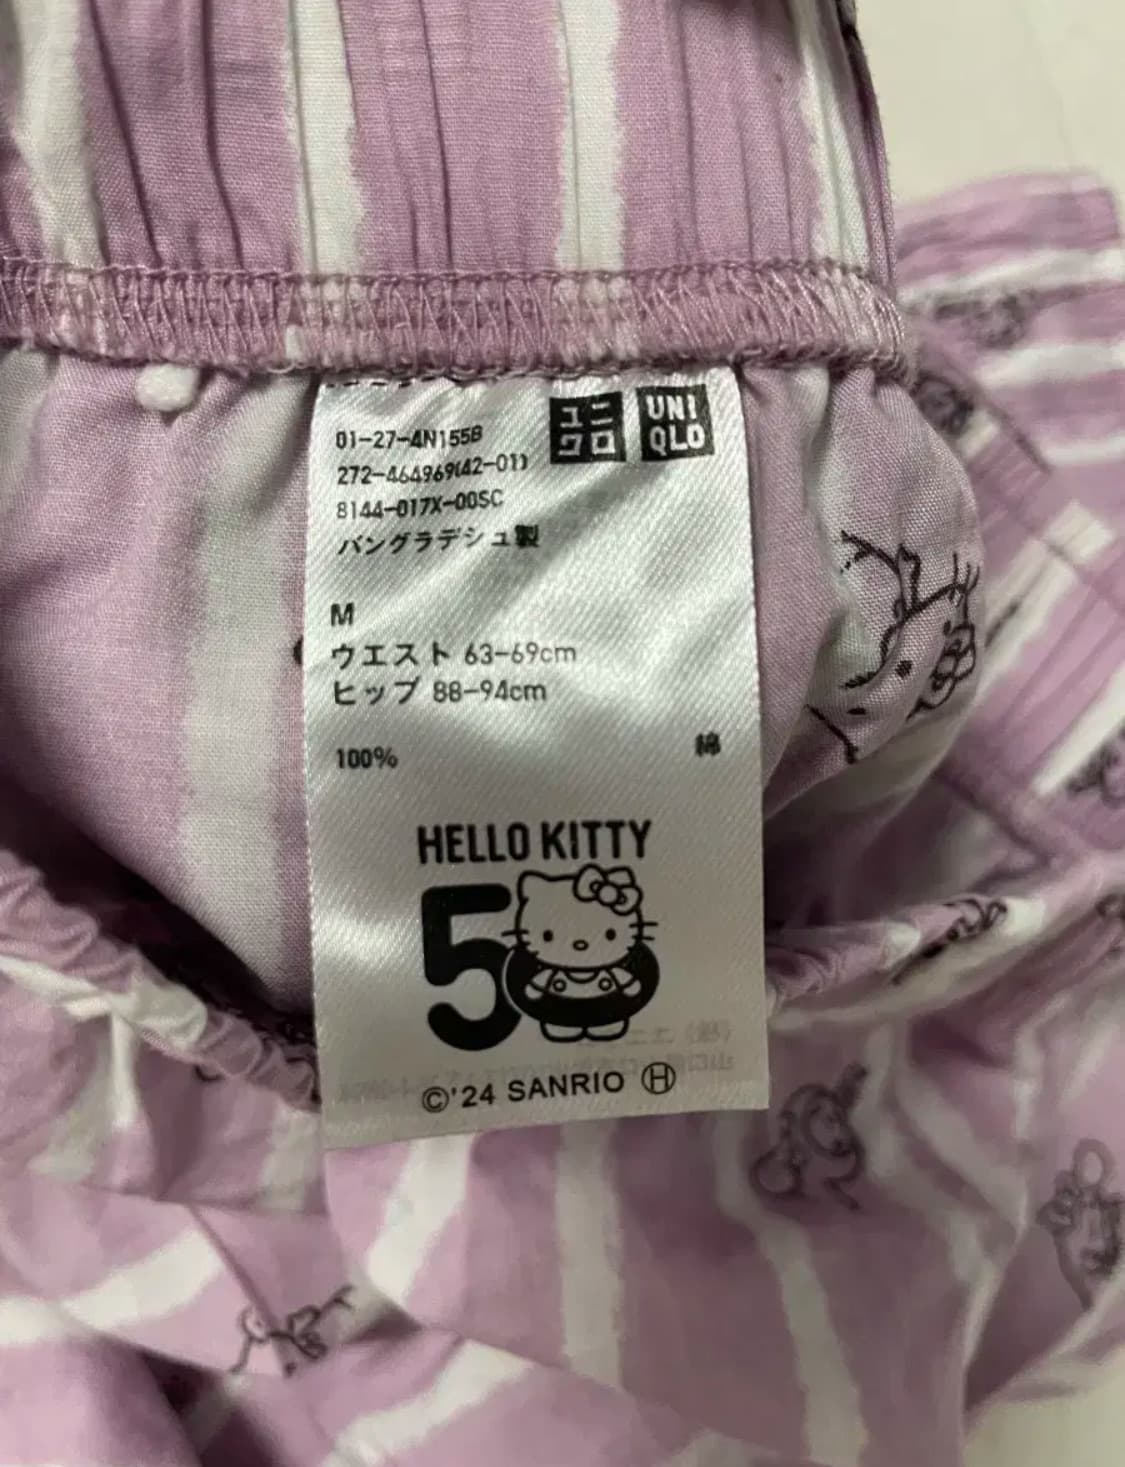 ユニ
クロ
UNI
QLO
01-27-4N155B
272-464969(42-01)
8144-017X-00SC
バングラデシュ製
M
ウエスト 63-69cm
ヒップ 88-94cm
100% 綿
HELLO KITTY
50
©'24 SANRIO Ⓗ